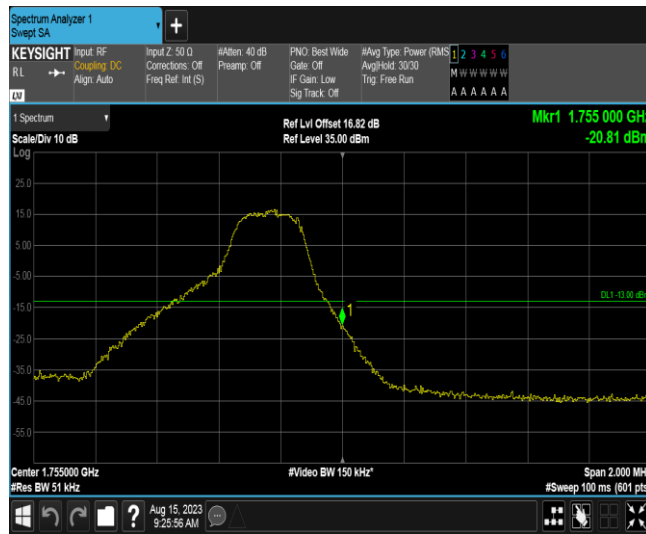 Spectrum Analyzer 1
Swept SA
+
KEYSIGHT
RL
LXI
Input: RF
Coupling: DC
Align: Auto
Input Z: 50 Ω
Corrections: Off
Freq Ref: Int (S)
#Atten: 40 dB
Preamp: Off
PNO: Best Wide
Gate: Off
IF Gain: Low
Sig Track: Off
#Avg Type: Power (RMS
Avg|Hold: 30/30
Trig: Free Run
1 2 3 4 5 6
M W W W W W
A A A A A A
1 Spectrum
Scale/Div 10 dB
Log
Ref Lvl Offset 16.82 dB
Ref Level 35.00 dBm
Mkr1 1.755 000 GHz
-20.81 dBm
25.0
15.0
5.00
-5.00
-15.0
-25.0
-35.0
-45.0
-55.0
DL1 -13.00 dBm
1
Center 1.755000 GHz
#Res BW 51 kHz
#Video BW 150 kHz*
Span 2.000 MH
#Sweep 100 ms (601 pts
?
Aug 15, 2023
9:25:56 AM